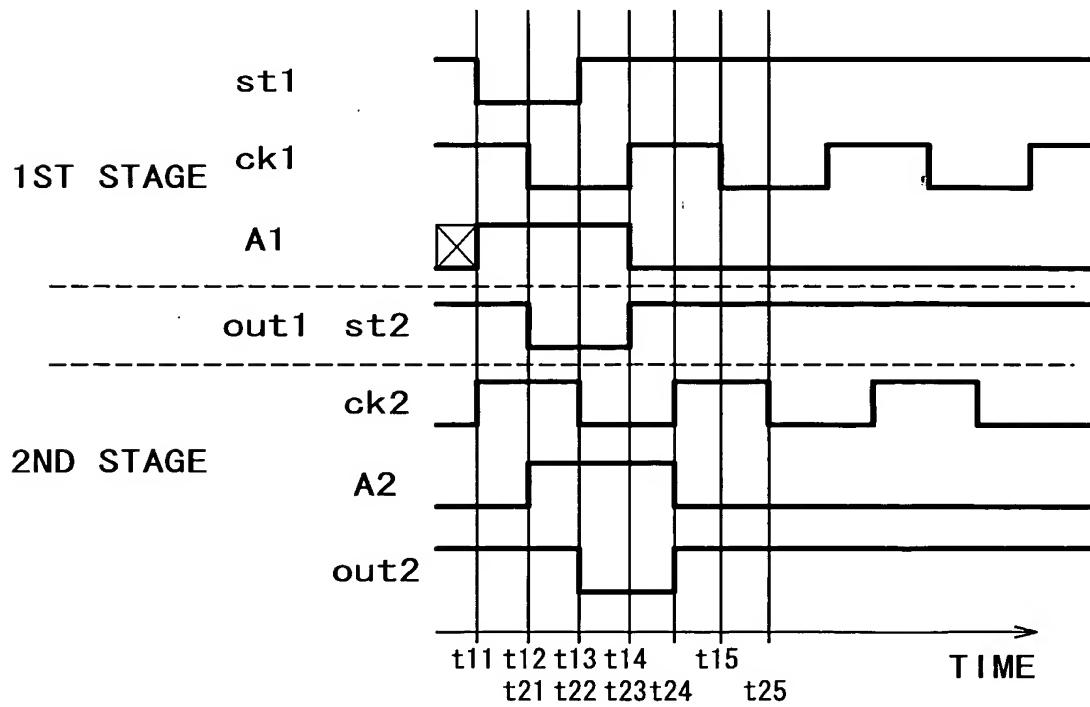 st1
1ST STAGE
ck1
A1
out1 st2
ck2
2ND STAGE
A2
out2
t11 t12 t13 t14 t15
TIME
t21 t22 t23 t24 t25